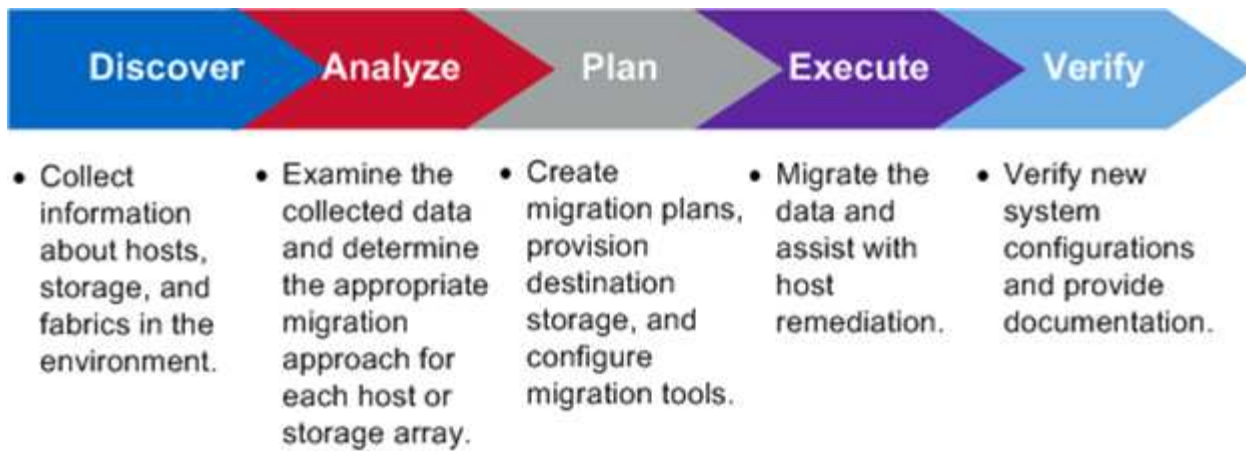 Discover
Analyze
Plan
Execute
Verify
• Collect
information
about hosts,
storage, and
fabrics in the
environment.
• Examine the
collected data
and determine
the appropriate
migration
approach for
each host or
storage array.
• Create
migration plans,
provision
destination
storage, and
configure
migration tools.
• Migrate the
data and
assist with
host
remediation.
• Verify new
system
configurations
and provide
documentation.